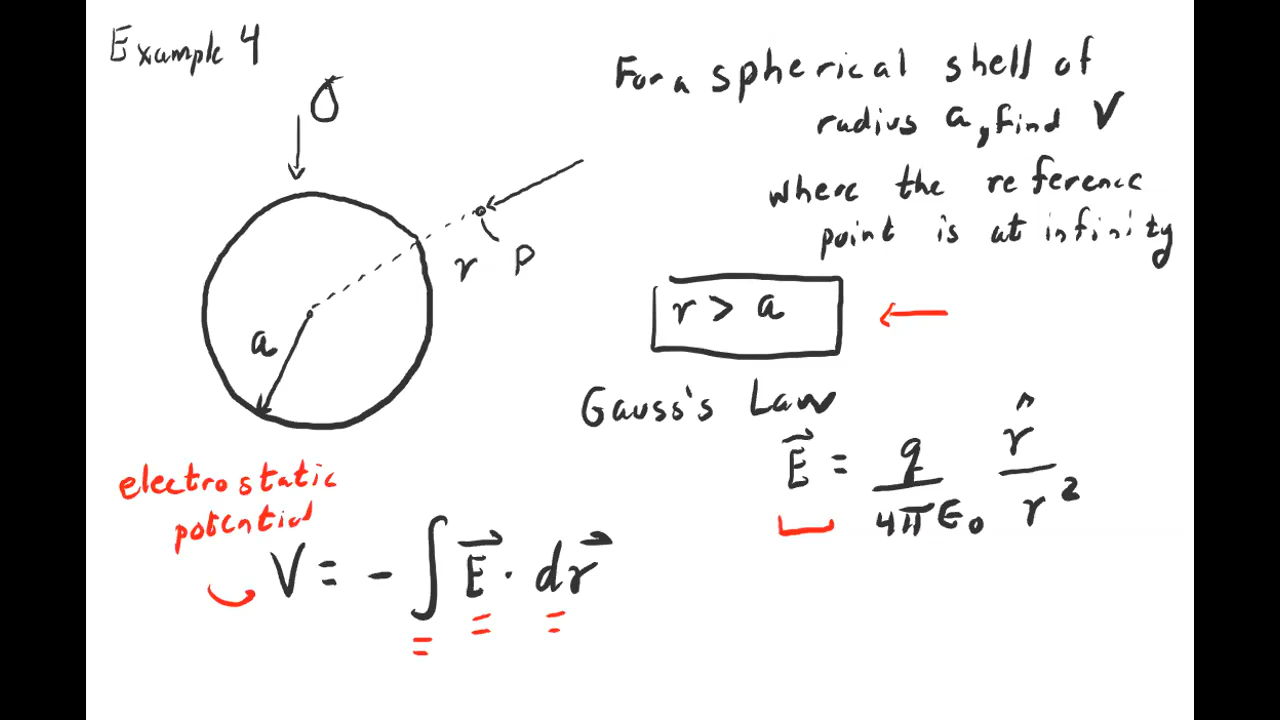 Example 4
σ
r P
a
For a spherical shell of
radius a, find V
where the reference
point is at infinity
r > a
Gauss's Law
E⃗ = q/4πε₀ r̂/r²
electrostatic
potential
V = - ∫ E⃗ · dr⃗